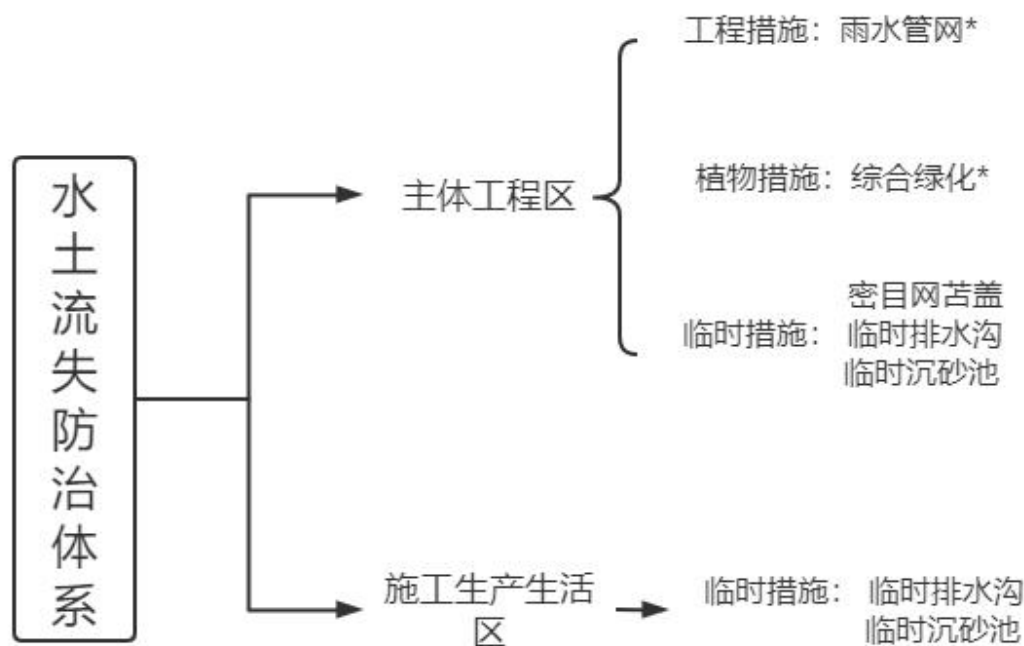 水土流失防治体系
主体工程区
工程措施：雨水管网*
植物措施：综合绿化*
临时措施：
密目网苫盖
临时排水沟
临时沉砂池
施工生产生活
区
临时措施：临时排水沟
临时沉砂池